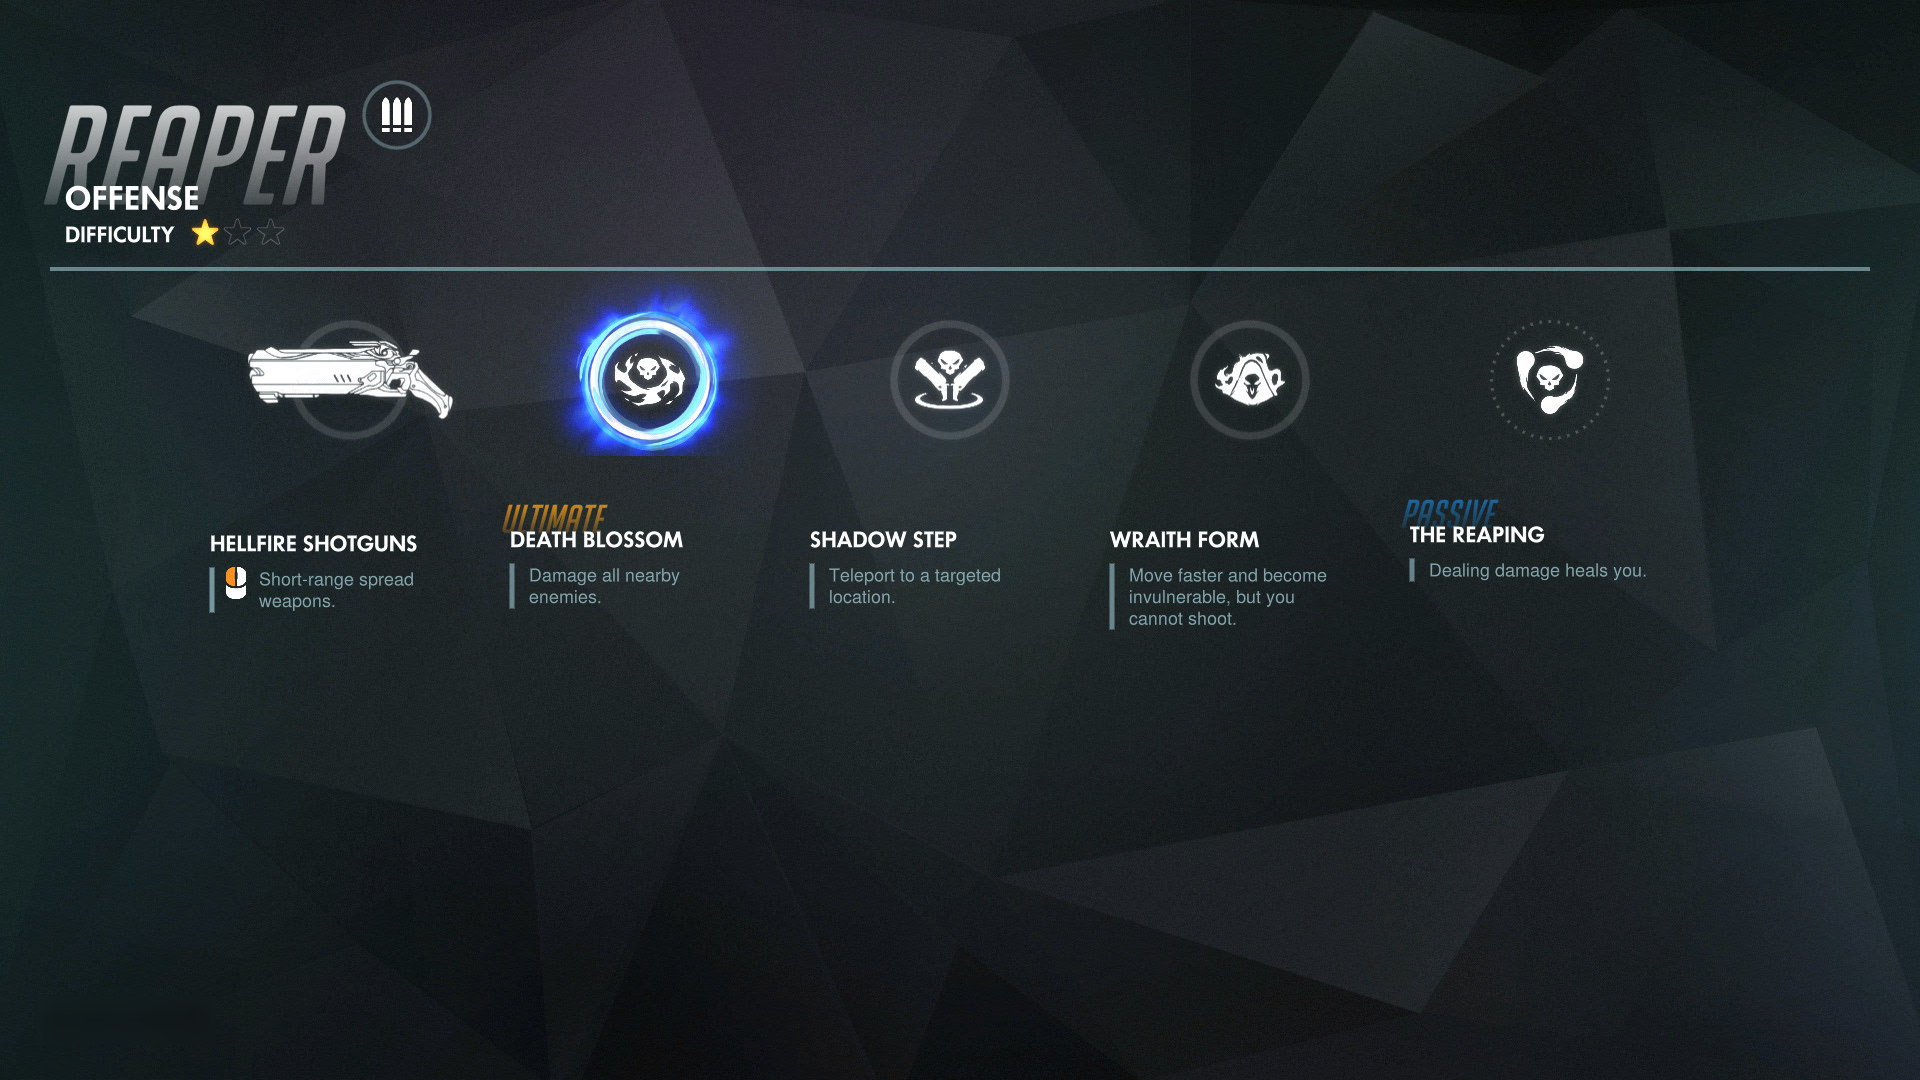 REAPER
OFFENSE
DIFFICULTY
HELLFIRE SHOTGUNS
Short-range spread
weapons.
ULTIMATE
DEATH BLOSSOM
Damage all nearby
enemies.
SHADOW STEP
Teleport to a targeted
location.
WRAITH FORM
Move faster and become
invulnerable, but you
cannot shoot.
PASSIVE
THE REAPING
Dealing damage heals you.